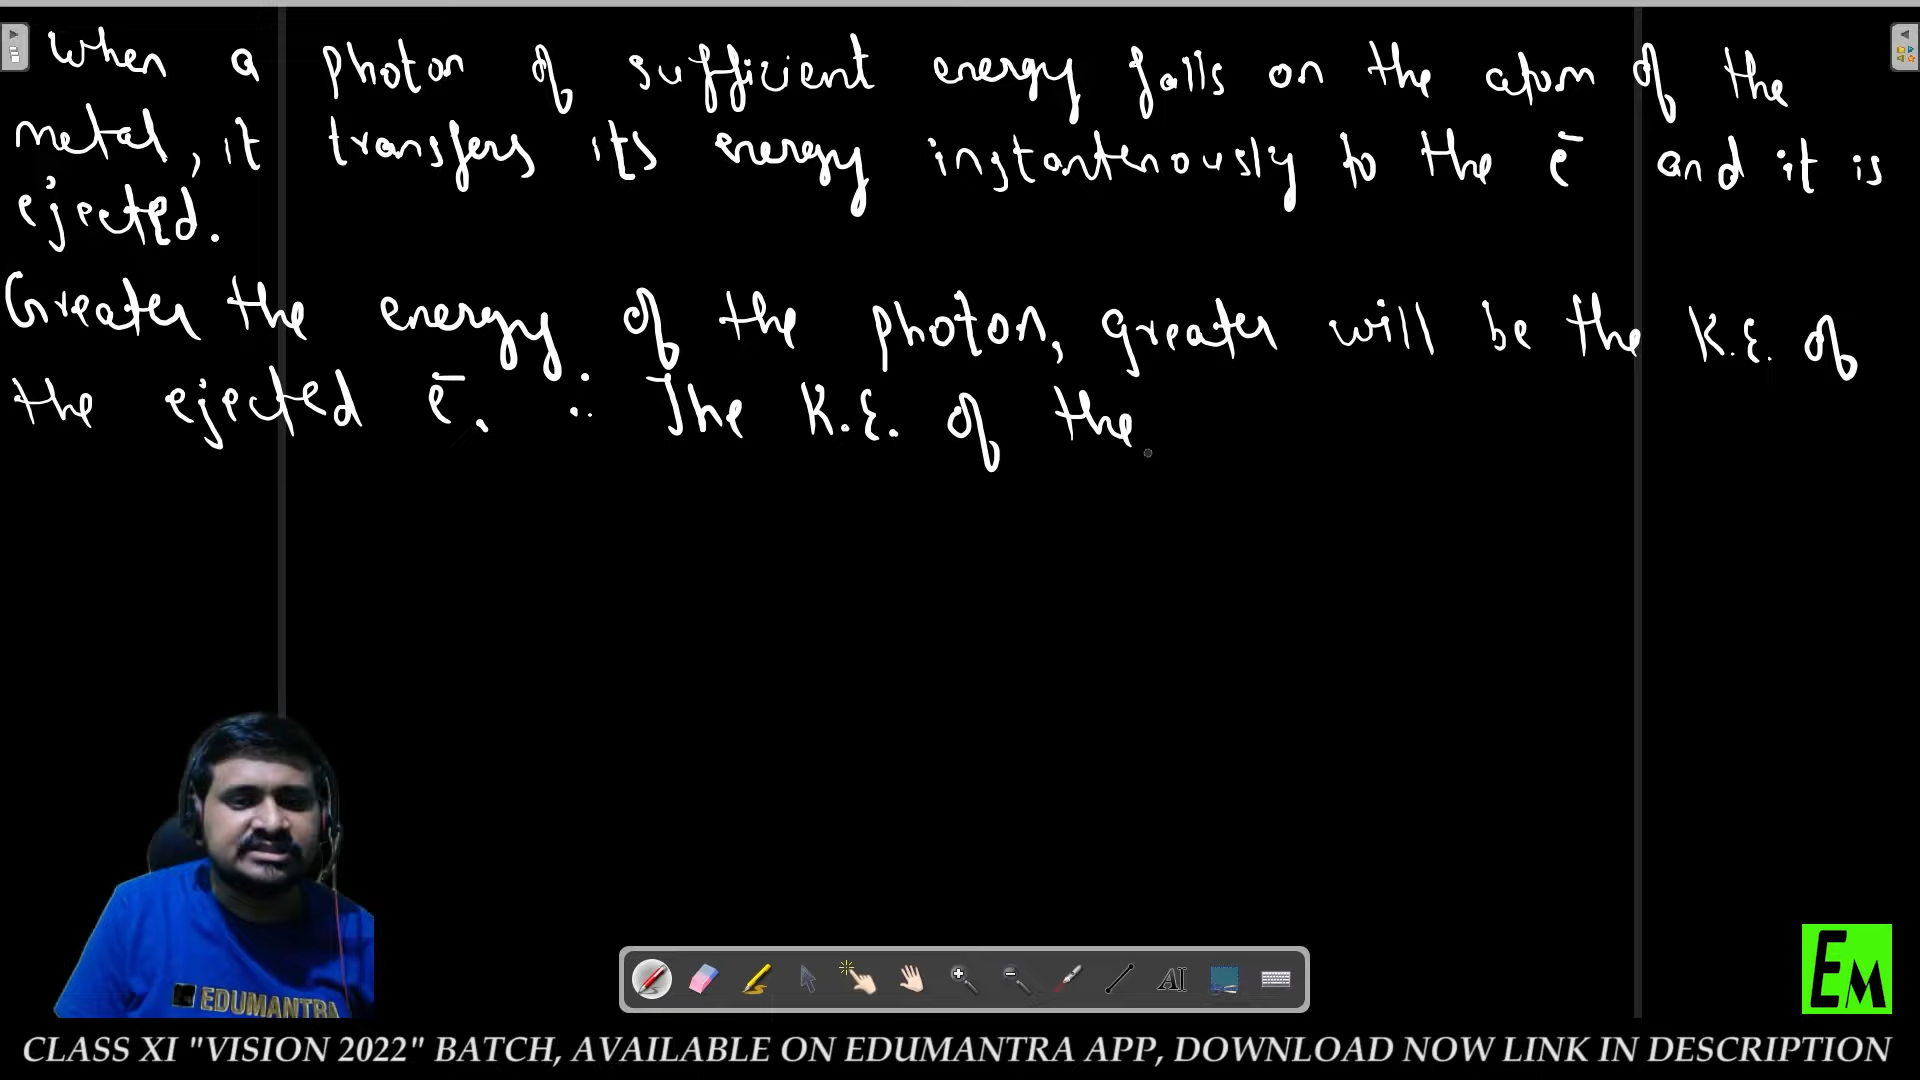 When a photon of sufficient energy falls on the atom of the
metal, it transfers its energy instantenously to the ē and it is
ejected.
Greater the energy of the photon, greater will be the K.E. of
the ejected ē. ∴ The K.E. of the
AI
EDUMANTRA
EM
CLASS XI "VISION 2022" BATCH, AVAILABLE ON EDUMANTRA APP, DOWNLOAD NOW LINK IN DESCRIPTION